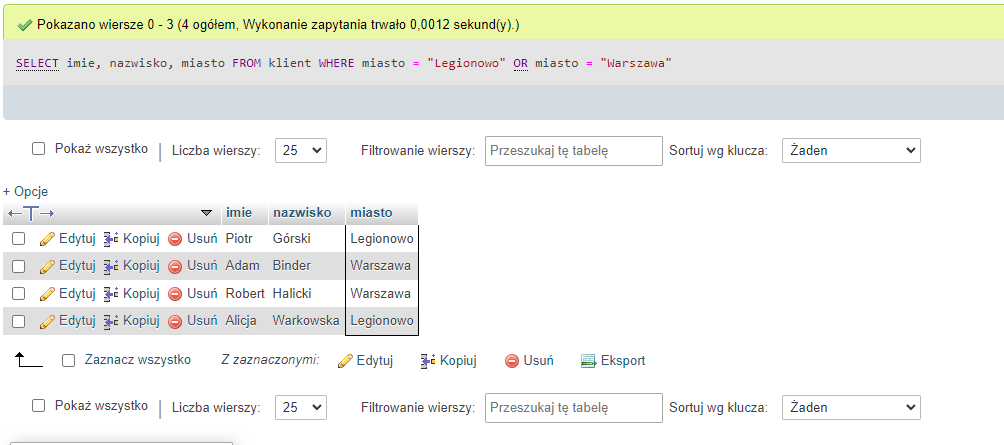 Pokazano wiersze 0 - 3 (4 ogółem, Wykonanie zapytania trwało 0,0012 sekund(y).)
SELECT imie, nazwisko, miasto FROM klient WHERE miasto = "Legionowo" OR miasto = "Warszawa"
Pokaż wszystko | Liczba wierszy: 25 Filtrowanie wierszy: Przeszukaj tę tabelę Sortuj wg klucza: Żaden
+ Opcje
←T→ imie nazwisko miasto
Edytuj Kopiuj Usuń Piotr Górski Legionowo
Edytuj Kopiuj Usuń Adam Binder Warszawa
Edytuj Kopiuj Usuń Robert Halicki Warszawa
Edytuj Kopiuj Usuń Alicja Warkowska Legionowo
Zaznacz wszystko Z zaznaczonymi: Edytuj Kopiuj Usuń Eksport
Pokaż wszystko | Liczba wierszy: 25 Filtrowanie wierszy: Przeszukaj tę tabelę Sortuj wg klucza: Żaden